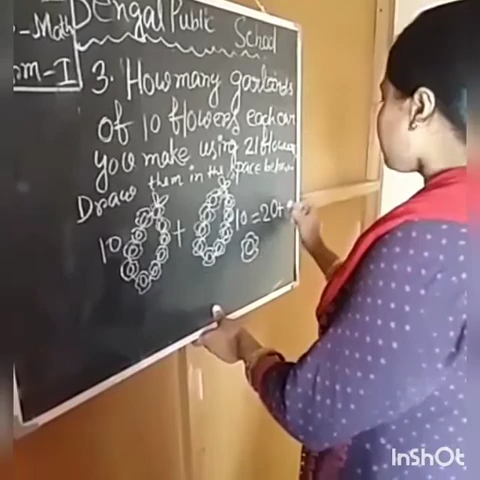 Bengal Public School
- Math
m - I
3. How many garlands
of 10 flowers each can
you make using 21 flowers
Draw them in the space below
10 + 10 = 20 +
InShOt